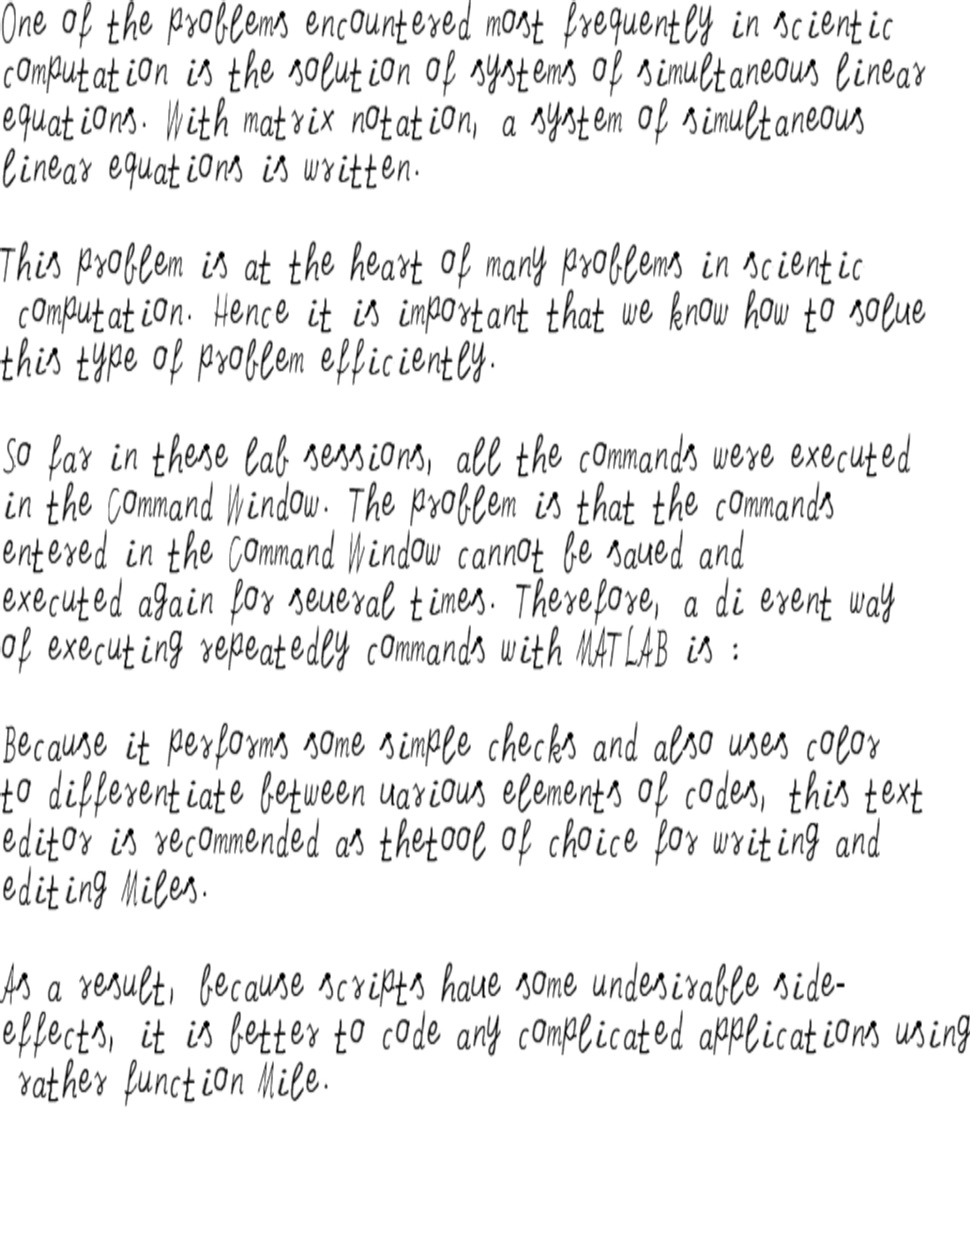 One of the problems encountered most frequently in scientic
computation is the solution of systems of simultaneous linear
equations. With matrix notation, a system of simultaneous
linear equations is written.
This problem is at the heart of many problems in scientic
computation. Hence it is important that we know how to solve
this type of problem efficiently.
So far in these lab sessions, all the commands were executed
in the Command Window. The problem is that the commands
entered in the Command Window cannot be saved and
executed again for several times. Therefore, a di erent way
of executing repeatedly commands with MATLAB is :
Because it performs some simple checks and also uses color
to differentiate between various elements of codes, this text
editor is recommended as thetool of choice for writing and
editing Miles.
As a result, because scripts have some undesirable side-
effects, it is better to code any complicated applications using
rather function Mile.